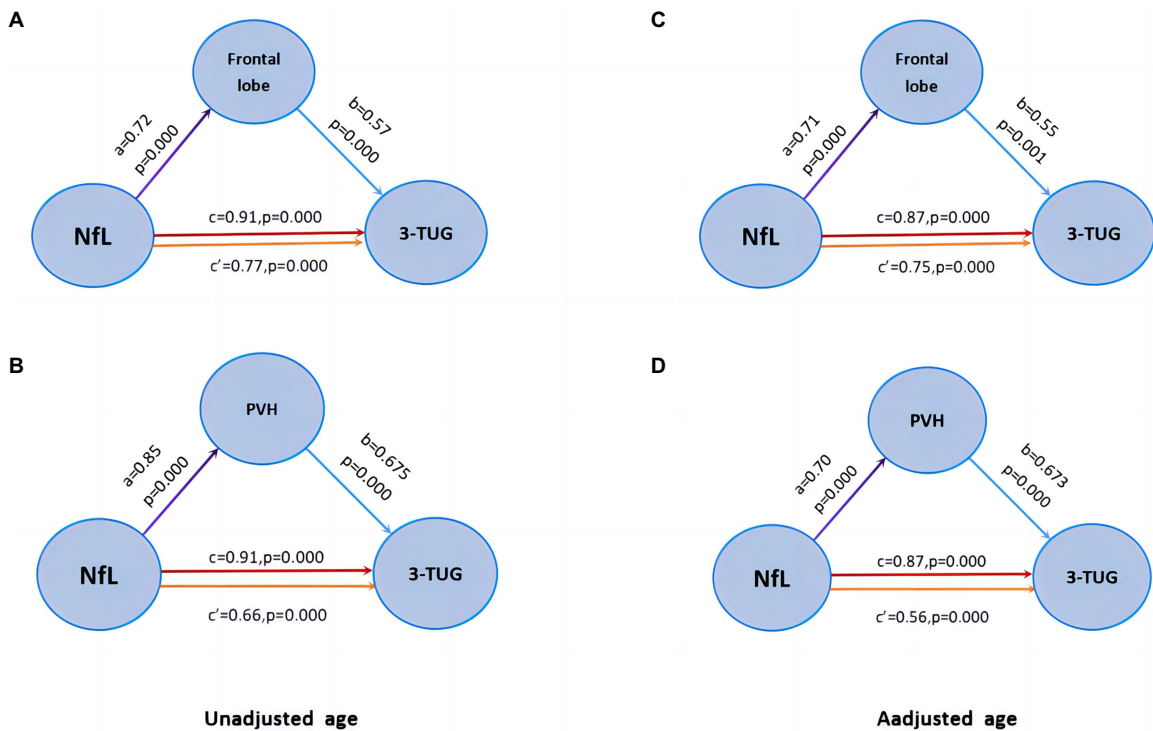 A
Frontal
lobe
a=0.72
p=0.000
b=0.57
p=0.000
NfL
c=0.91,p=0.000
c’=0.77,p=0.000
3-TUG
C
Frontal
lobe
a=0.71
p=0.000
b=0.55
p=0.001
NfL
c=0.87,p=0.000
c’=0.75,p=0.000
3-TUG
B
PVH
a=0.85
p=0.000
b=0.675
p=0.000
NfL
c=0.91,p=0.000
c’=0.66,p=0.000
3-TUG
D
PVH
a=0.70
p=0.000
b=0.673
p=0.000
NfL
c=0.87,p=0.000
c’=0.56,p=0.000
3-TUG
Unadjusted age
Aadjusted age